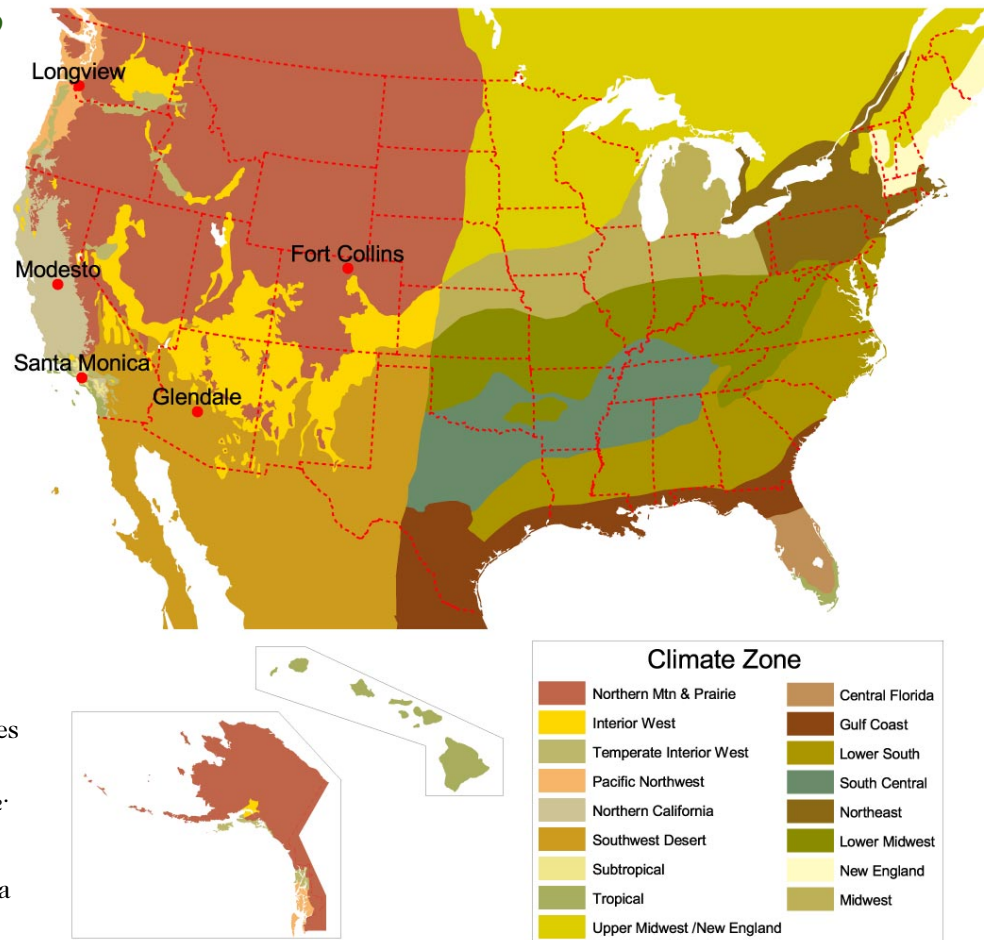 Longview
Fort Collins
Modesto
Santa Monica
Glendale
Climate Zone
Northern Mtn & Prairie
Interior West
Temperate Interior West
Pacific Northwest
Northern California
Southwest Desert
Subtropical
Tropical
Upper Midwest /New England
Central Florida
Gulf Coast
Lower South
South Central
Northeast
Lower Midwest
New England
Midwest
es
a